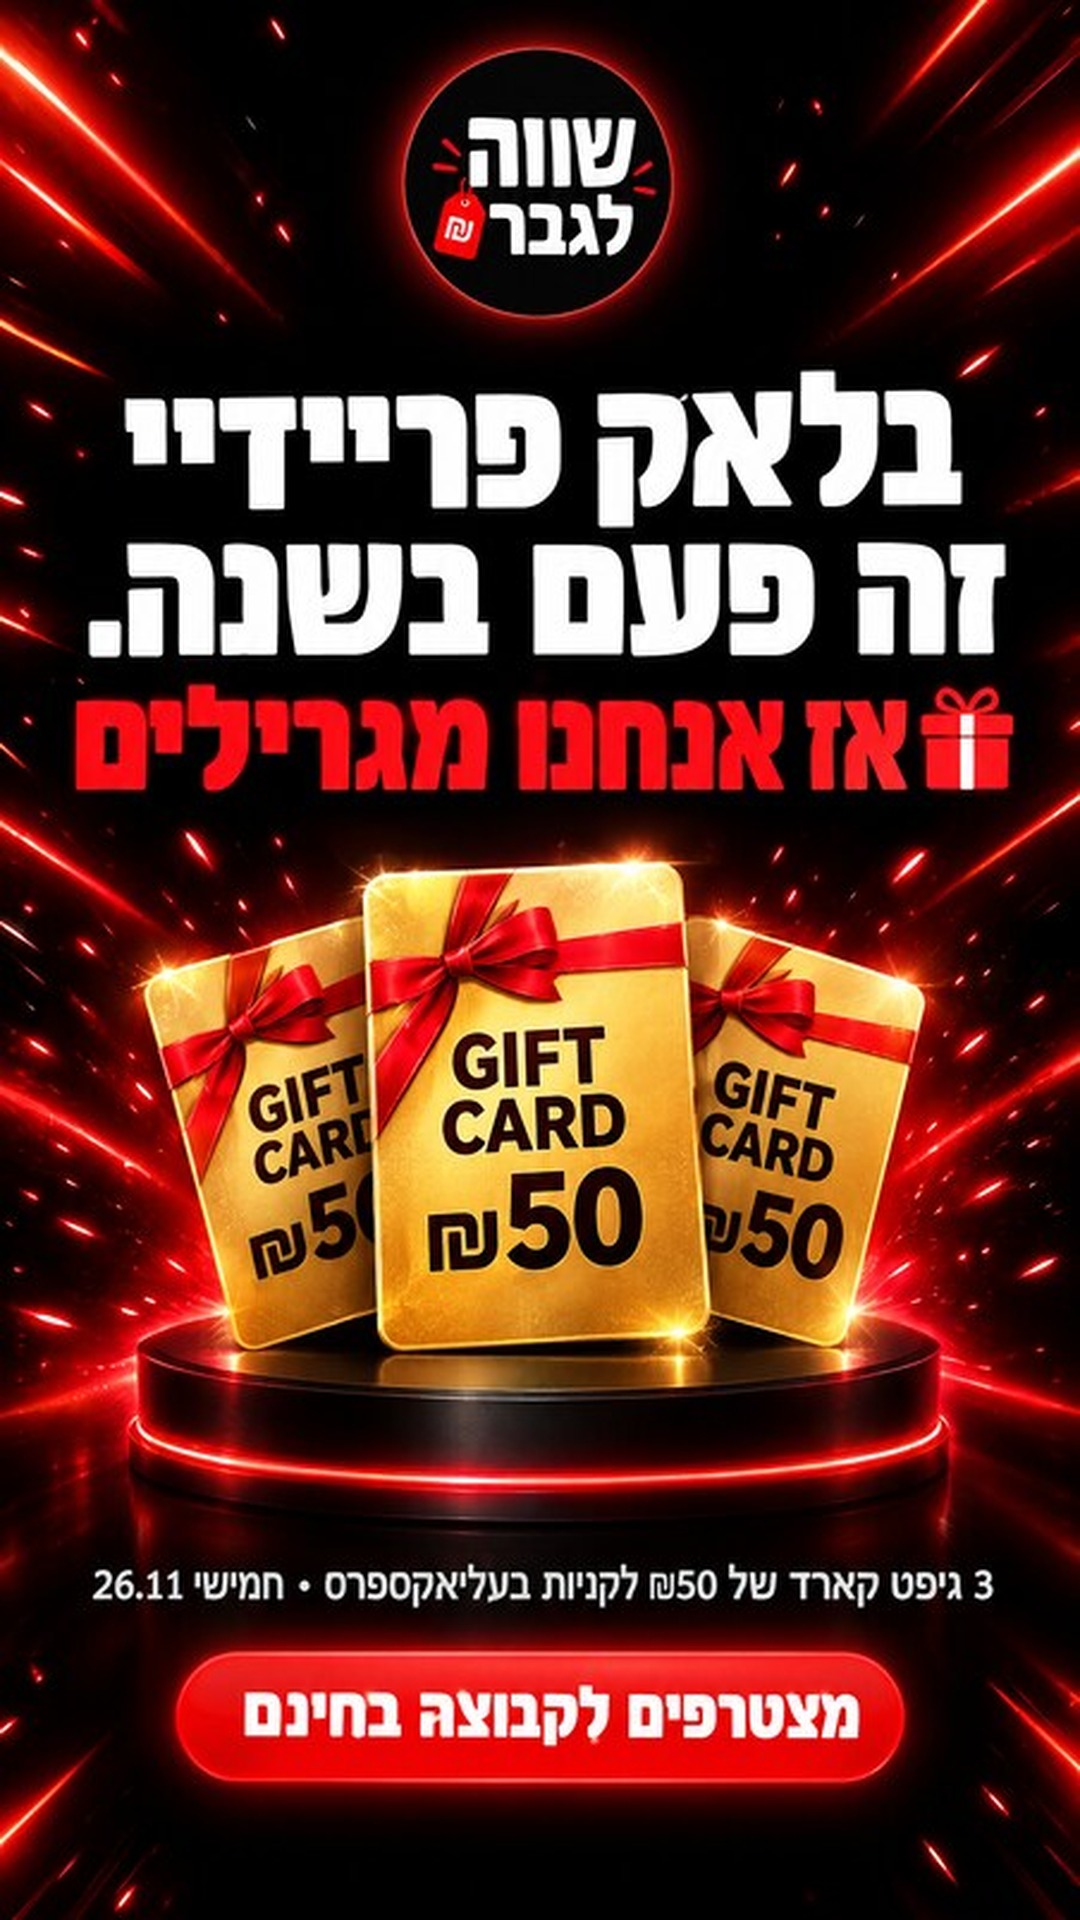 שווה
לגבר
₪
בלאק פריידיי
זה פעם בשנה.
אז אנחנו מגרילים
GIFT
CARD
₪50
GIFT
CARD
₪50
GIFT
CARD
₪50
3 גיפט קארד של ₪50 לקניות בעליאקספרס • חמישי 26.11
מצטרפים לקבוצה בחינם